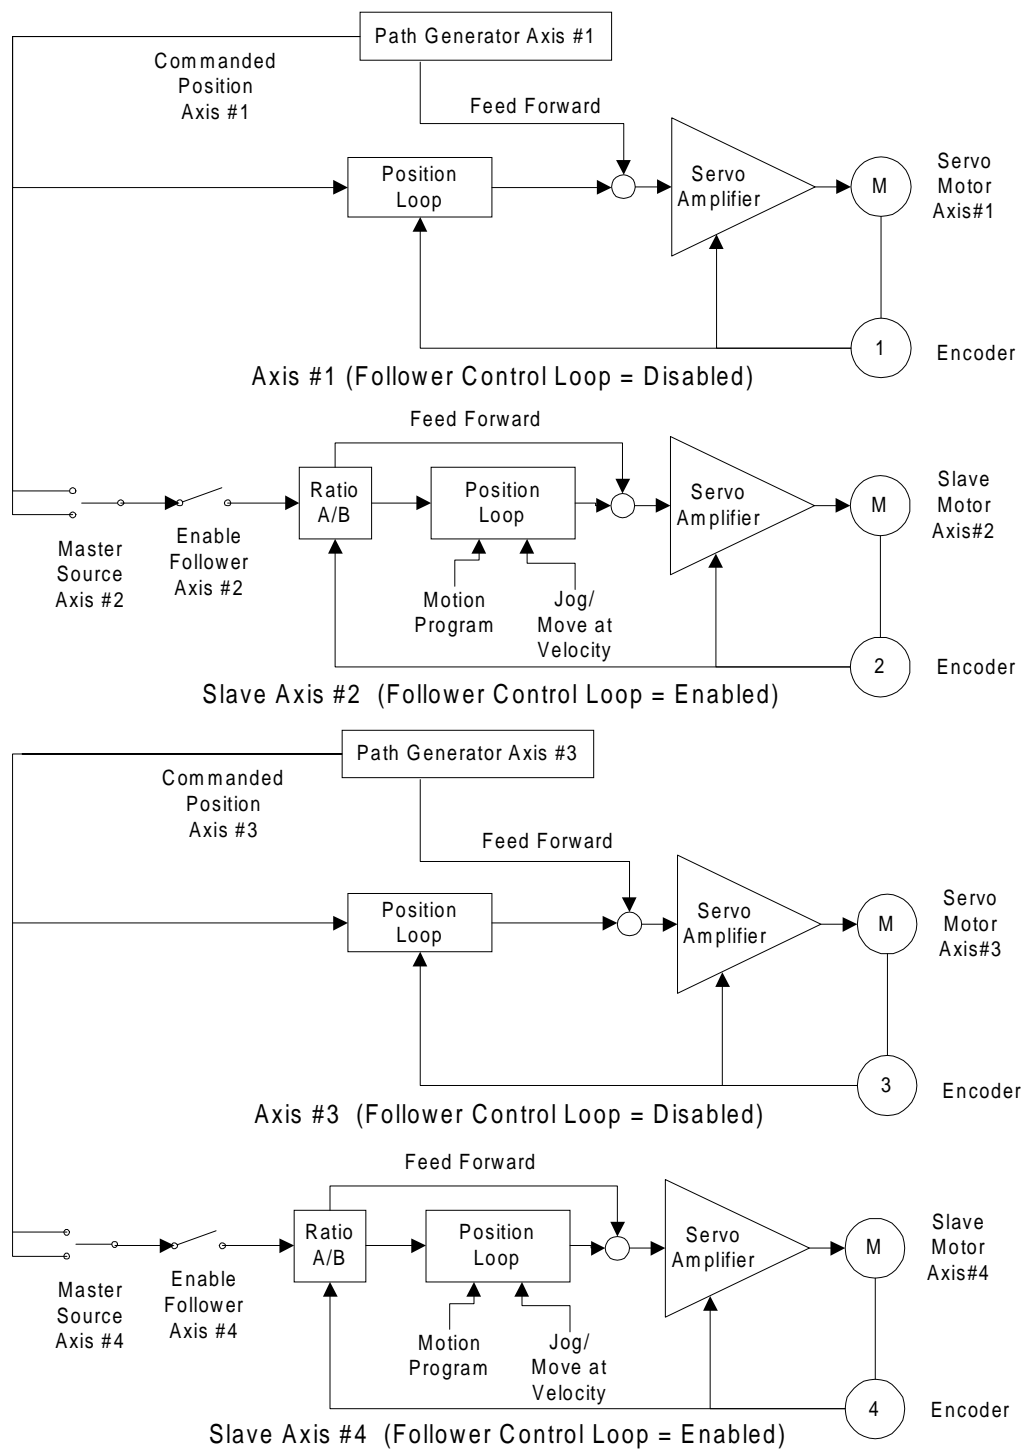 Path Generator Axis #1
Commanded
Position
Axis #1
Feed Forward
Position
Loop
Servo
Amplifier
M
Servo
Motor
Axis#1
1
Encoder
Axis #1 (Follower Control Loop = Disabled)
Feed Forward
Master
Source
Axis #2
Enable
Follower
Axis #2
Ratio
A/B
Position
Loop
Motion
Program
Jog/
Move at
Velocity
Servo
Amplifier
M
Slave
Motor
Axis#2
2
Encoder
Slave Axis #2 (Follower Control Loop = Enabled)
Path Generator Axis #3
Commanded
Position
Axis #3
Feed Forward
Position
Loop
Servo
Amplifier
M
Servo
Motor
Axis#3
3
Encoder
Axis #3 (Follower Control Loop = Disabled)
Feed Forward
Master
Source
Axis #4
Enable
Follower
Axis #4
Ratio
A/B
Position
Loop
Motion
Program
Jog/
Move at
Velocity
Servo
Amplifier
M
Slave
Motor
Axis#4
4
Encoder
Slave Axis #4 (Follower Control Loop = Enabled)